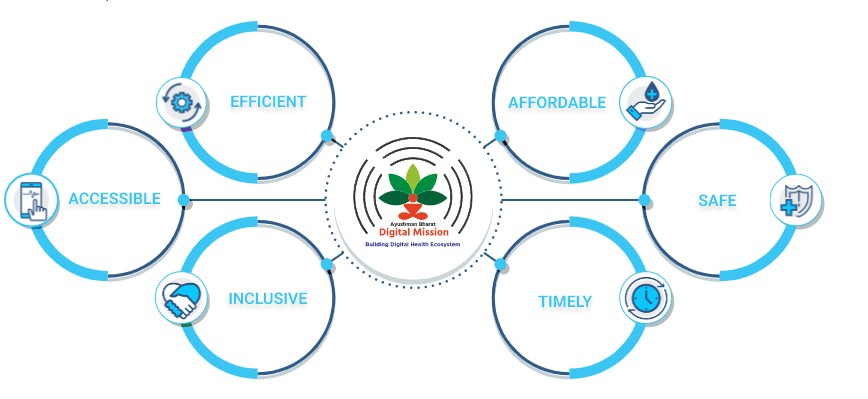 EFFICIENT
AFFORDABLE
ACCESSIBLE
SAFE
Ayushman Bharat
Digital Mission
Building Digital Health Ecosystem
INCLUSIVE
TIMELY